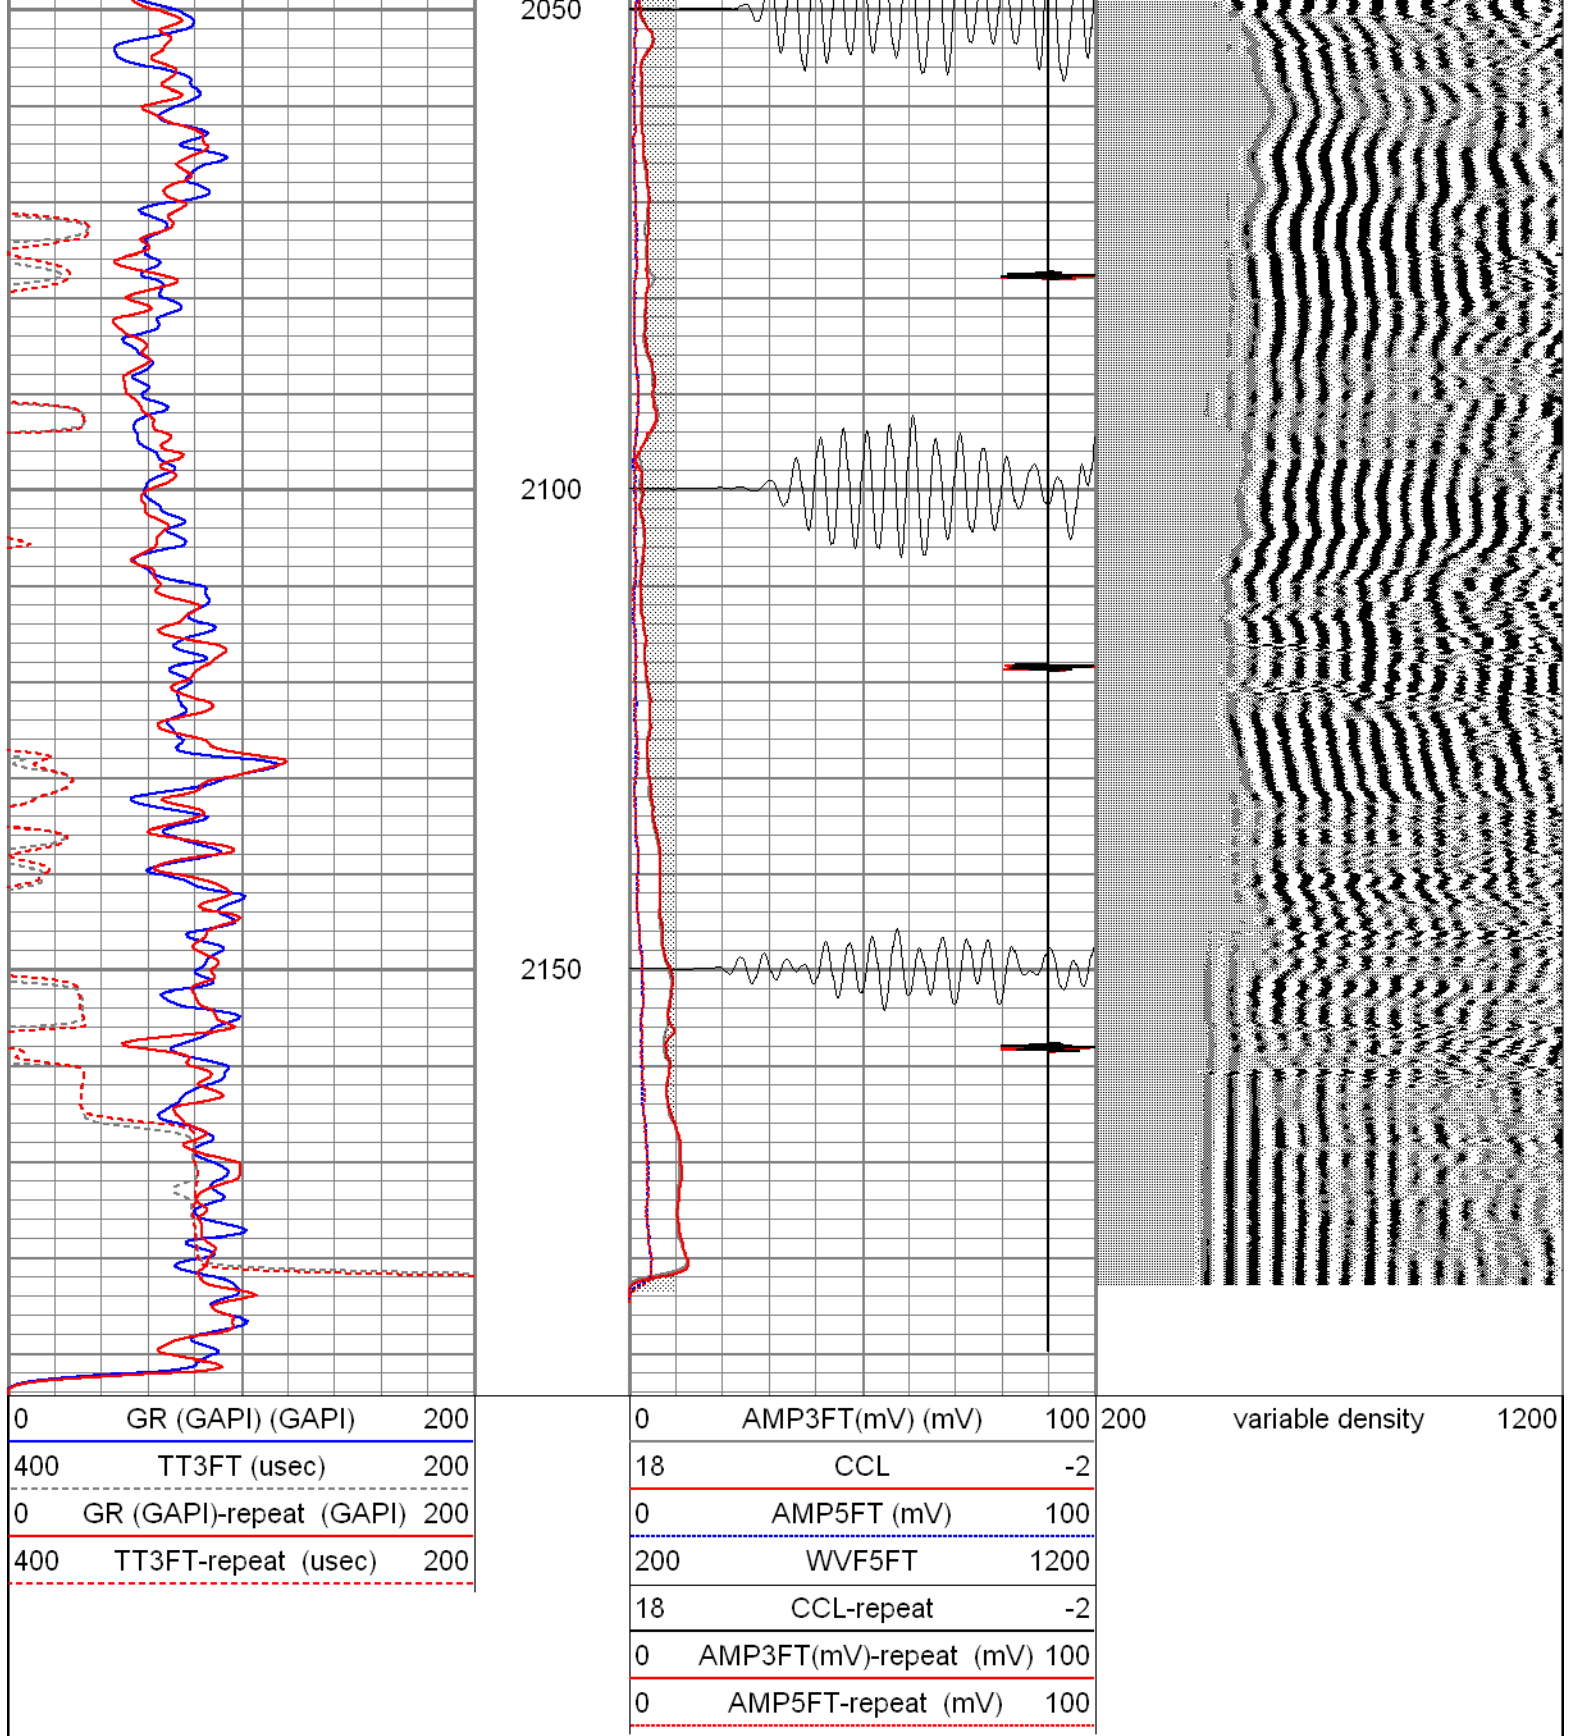 2050
2100
2150
0 GR (GAPI) (GAPI) 200
400 TT3FT (usec) 200
0 GR (GAPI)-repeat (GAPI) 200
400 TT3FT-repeat (usec) 200
0 AMP3FT(mV) (mV) 100
18 CCL -2
0 AMP5FT (mV) 100
200 WVF5FT 1200
18 CCL-repeat -2
0 AMP3FT(mV)-repeat (mV) 100
0 AMP5FT-repeat (mV) 100
200 variable density 1200